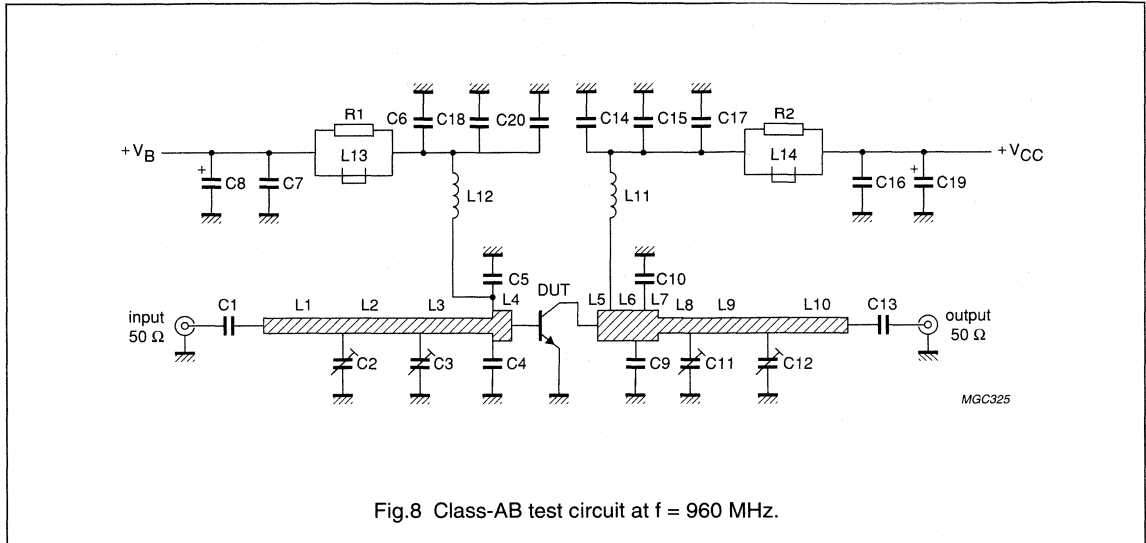 R1 C6 C18 C20 C14 C15 C17 R2
+VB L13 L14 +VCC
+ C8 C7 L12 L11 C16 + C19
C5 C10
C1 L1 L2 L3 L4 DUT L5 L6 L7 L8 L9 L10 C13
input
50 Ω
output
50 Ω
C2 C3 C4 C9 C11 C12
MGC325
Fig.8 Class-AB test circuit at f = 960 MHz.